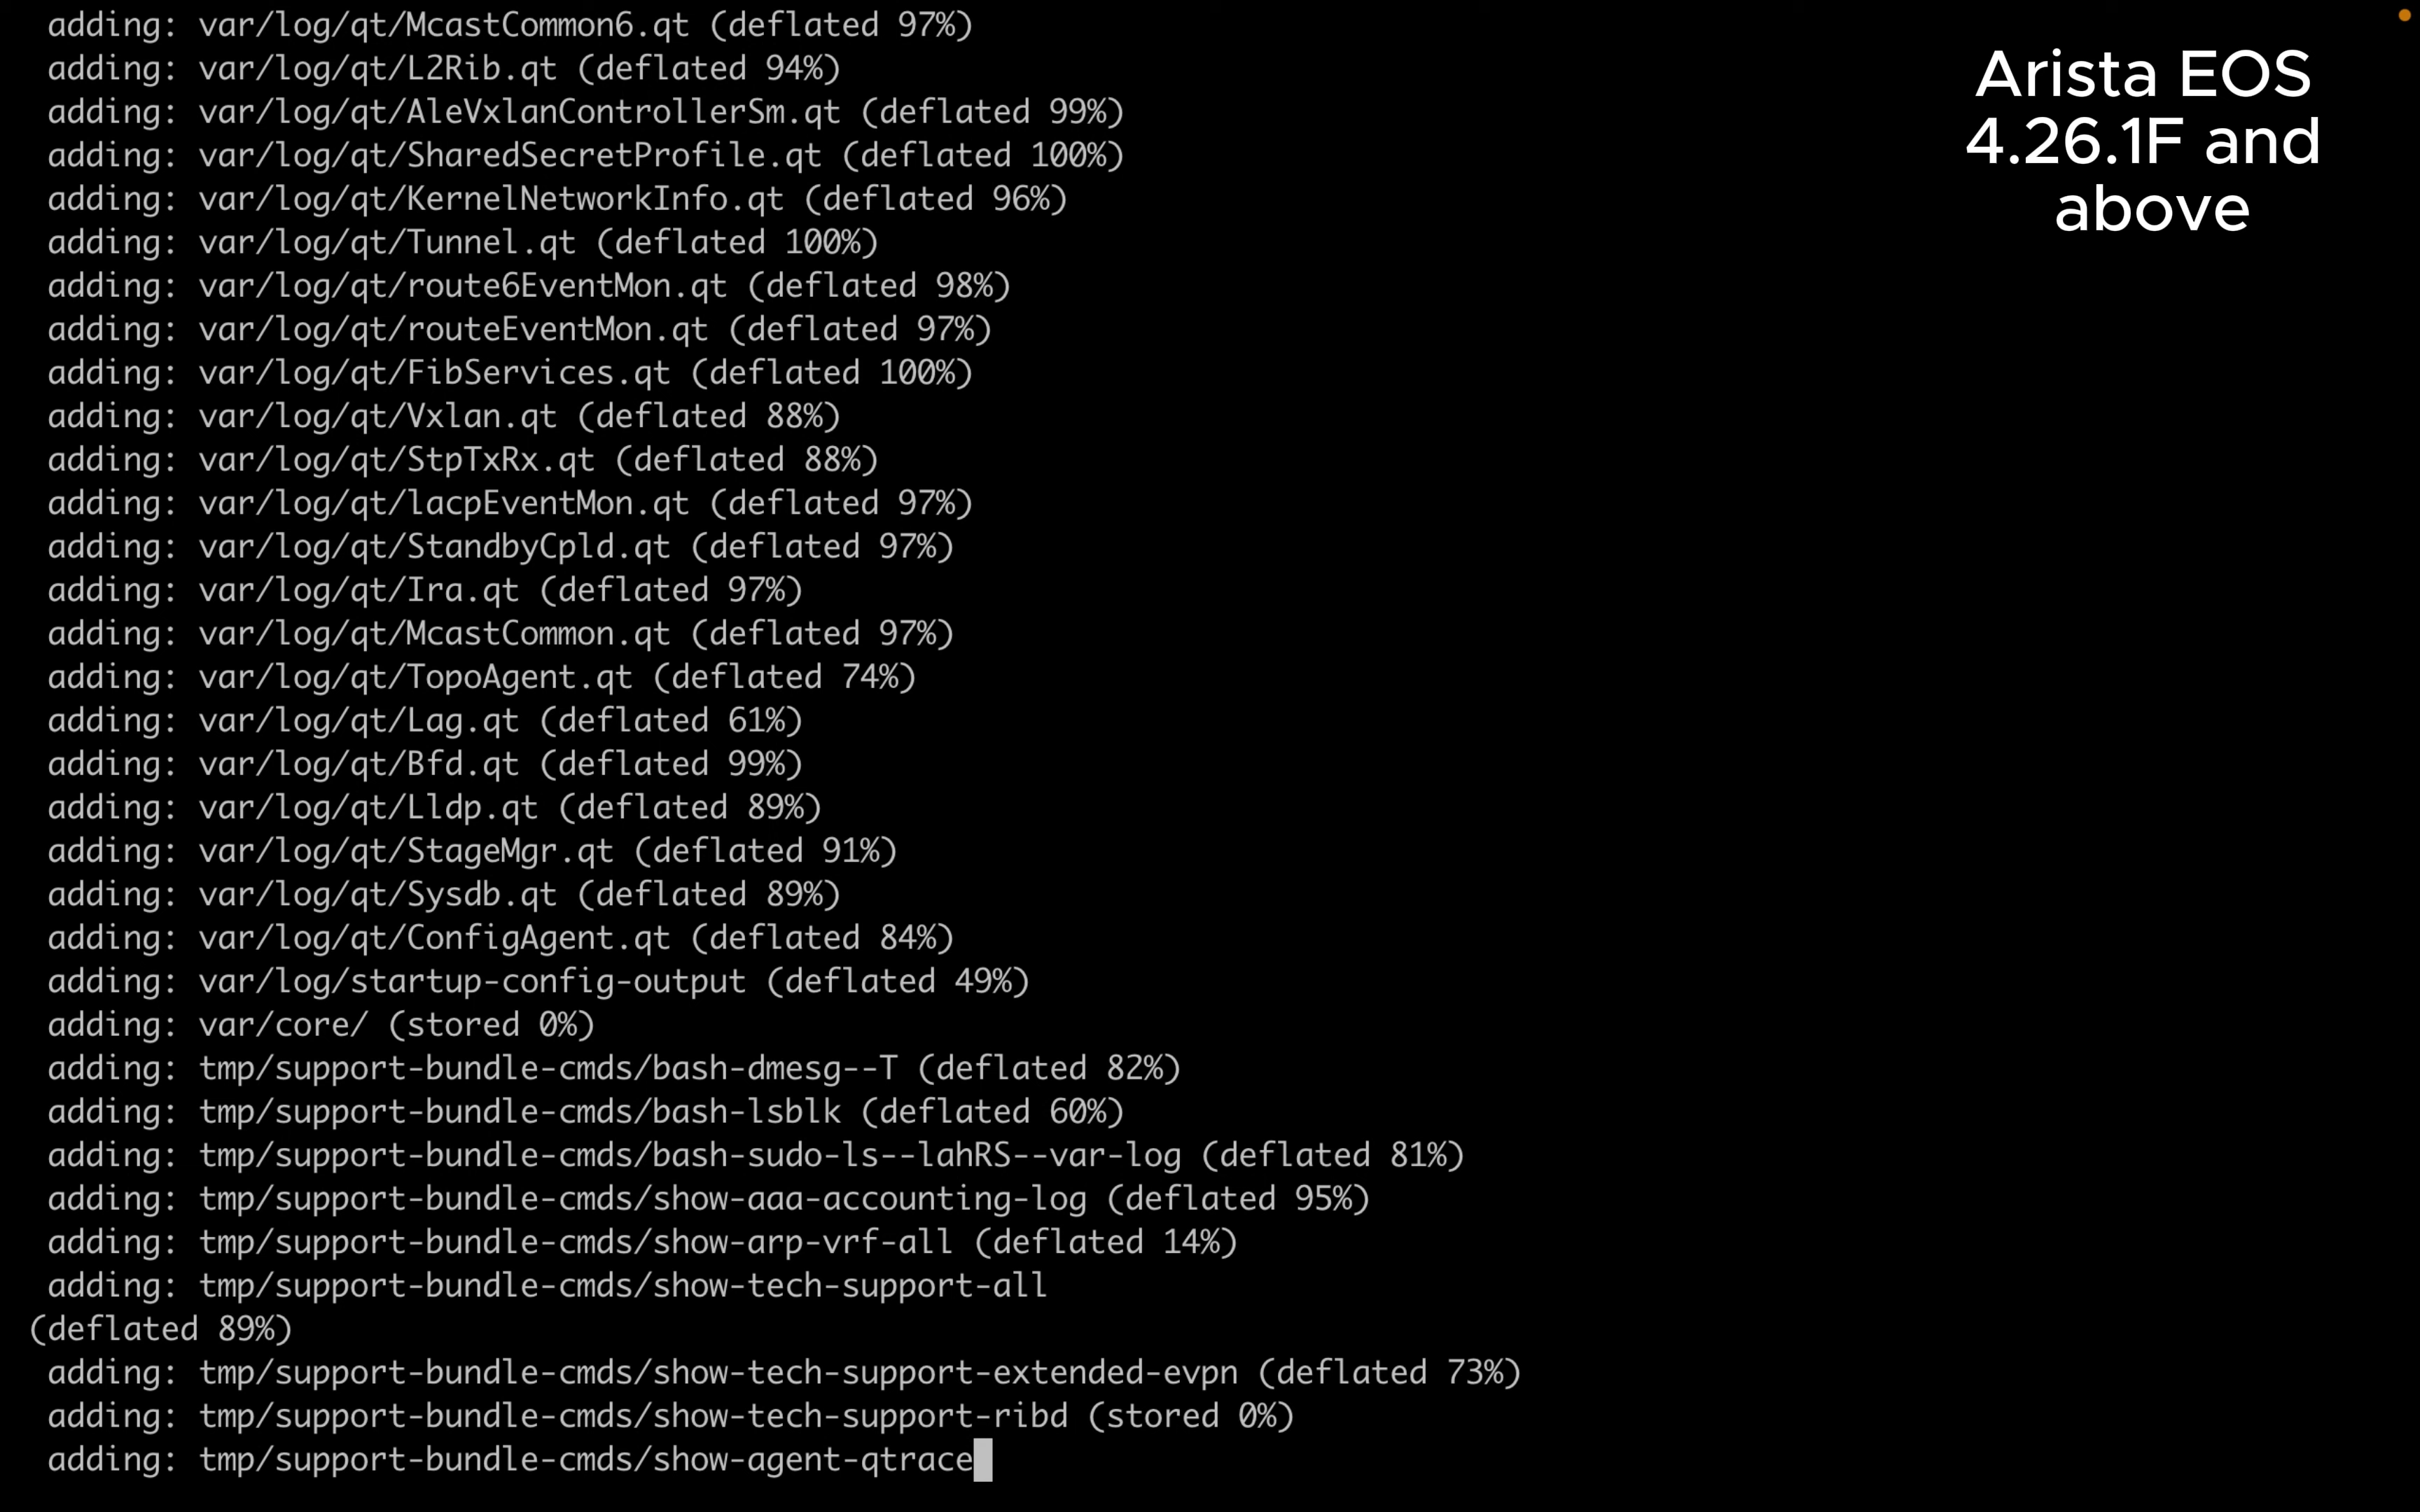 adding: var/log/qt/McastCommon6.qt (deflated 97%)
adding: var/log/qt/L2Rib.qt (deflated 94%)
adding: var/log/qt/AleVxlanControllerSm.qt (deflated 99%)
adding: var/log/qt/SharedSecretProfile.qt (deflated 100%)
adding: var/log/qt/KernelNetworkInfo.qt (deflated 96%)
adding: var/log/qt/Tunnel.qt (deflated 100%)
adding: var/log/qt/route6EventMon.qt (deflated 98%)
adding: var/log/qt/routeEventMon.qt (deflated 97%)
adding: var/log/qt/FibServices.qt (deflated 100%)
adding: var/log/qt/Vxlan.qt (deflated 88%)
adding: var/log/qt/StpTxRx.qt (deflated 88%)
adding: var/log/qt/lacpEventMon.qt (deflated 97%)
adding: var/log/qt/StandbyCpld.qt (deflated 97%)
adding: var/log/qt/Ira.qt (deflated 97%)
adding: var/log/qt/McastCommon.qt (deflated 97%)
adding: var/log/qt/TopoAgent.qt (deflated 74%)
adding: var/log/qt/Lag.qt (deflated 61%)
adding: var/log/qt/Bfd.qt (deflated 99%)
adding: var/log/qt/Lldp.qt (deflated 89%)
adding: var/log/qt/StageMgr.qt (deflated 91%)
adding: var/log/qt/Sysdb.qt (deflated 89%)
adding: var/log/qt/ConfigAgent.qt (deflated 84%)
adding: var/log/startup-config-output (deflated 49%)
adding: var/core/ (stored 0%)
adding: tmp/support-bundle-cmds/bash-dmesg--T (deflated 82%)
adding: tmp/support-bundle-cmds/bash-lsblk (deflated 60%)
adding: tmp/support-bundle-cmds/bash-sudo-ls--lahRS--var-log (deflated 81%)
adding: tmp/support-bundle-cmds/show-aaa-accounting-log (deflated 95%)
adding: tmp/support-bundle-cmds/show-arp-vrf-all (deflated 14%)
adding: tmp/support-bundle-cmds/show-tech-support-all
(deflated 89%)
adding: tmp/support-bundle-cmds/show-tech-support-extended-evpn (deflated 73%)
adding: tmp/support-bundle-cmds/show-tech-support-ribd (stored 0%)
adding: tmp/support-bundle-cmds/show-agent-qtrace
Arista EOS
4.26.1F and
above